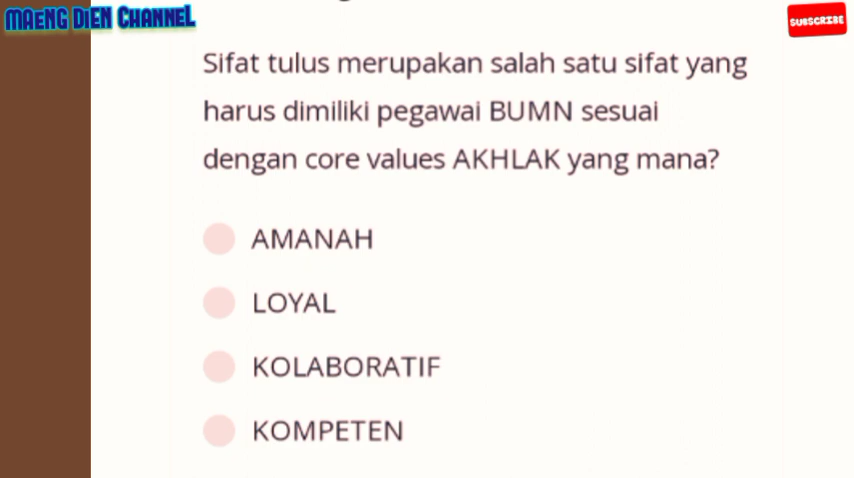 MAENG DIEN CHANNEL
SUBSCRIBE
Sifat tulus merupakan salah satu sifat yang
harus dimiliki pegawai BUMN sesuai
dengan core values AKHLAK yang mana?
AMANAH
LOYAL
KOLABORATIF
KOMPETEN